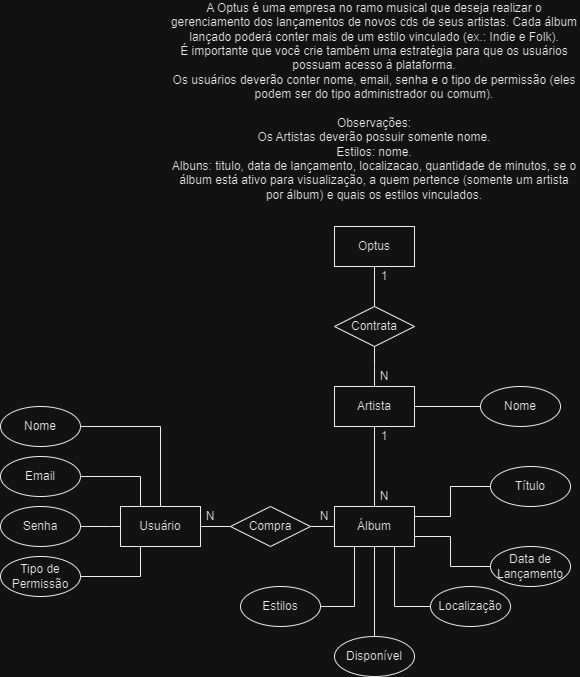 A Optus é uma empresa no ramo musical que deseja realizar o
gerenciamento dos lançamentos de novos cds de seus artistas. Cada álbum
lançado poderá conter mais de um estilo vinculado (ex.: Indie e Folk).
É importante que você crie também uma estratégia para que os usuários
possuam acesso à plataforma.
Os usuários deverão conter nome, email, senha e o tipo de permissão (eles
podem ser do tipo administrador ou comum).
Observações:
Os Artistas deverão possuir somente nome.
Estilos: nome.
Albuns: titulo, data de lançamento, localizacao, quantidade de minutos, se o
álbum está ativo para visualização, a quem pertence (somente um artista
por álbum) e quais os estilos vinculados.
Optus
1
Contrata
N
Artista
Nome
1
Nome
Email
Título
N
N
N
Senha
Usuário
Compra
Álbum
Tipo de
Permissão
Data de
Lançamento
Estilos
Localização
Disponível